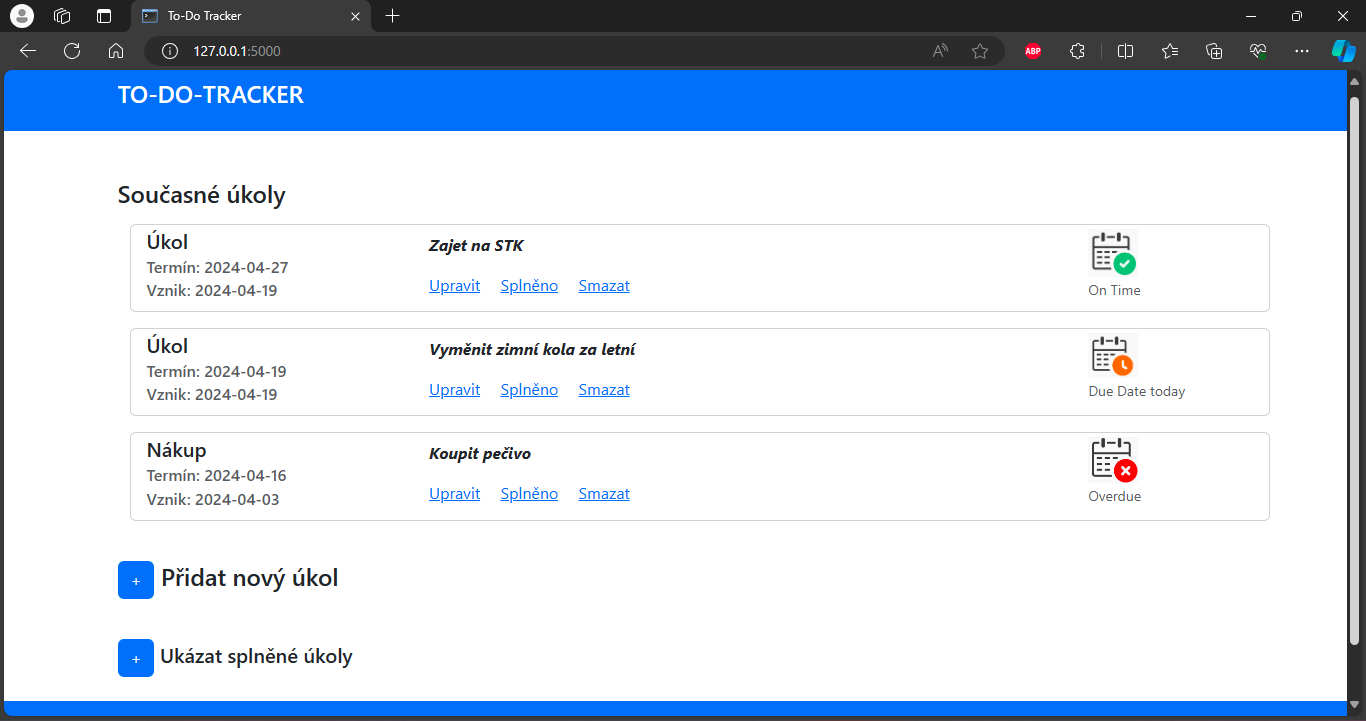 To-Do Tracker
127.0.0.1:5000
ABP
TO-DO-TRACKER
Současné úkoly
Úkol
Termín: 2024-04-27
Vznik: 2024-04-19
Zajet na STK
Upravit Splněno Smazat
On Time
Úkol
Termín: 2024-04-19
Vznik: 2024-04-19
Vyměnit zimní kola za letní
Upravit Splněno Smazat
Due Date today
Nákup
Termín: 2024-04-16
Vznik: 2024-04-03
Koupit pečivo
Upravit Splněno Smazat
Overdue
+ Přidat nový úkol
+ Ukázat splněné úkoly